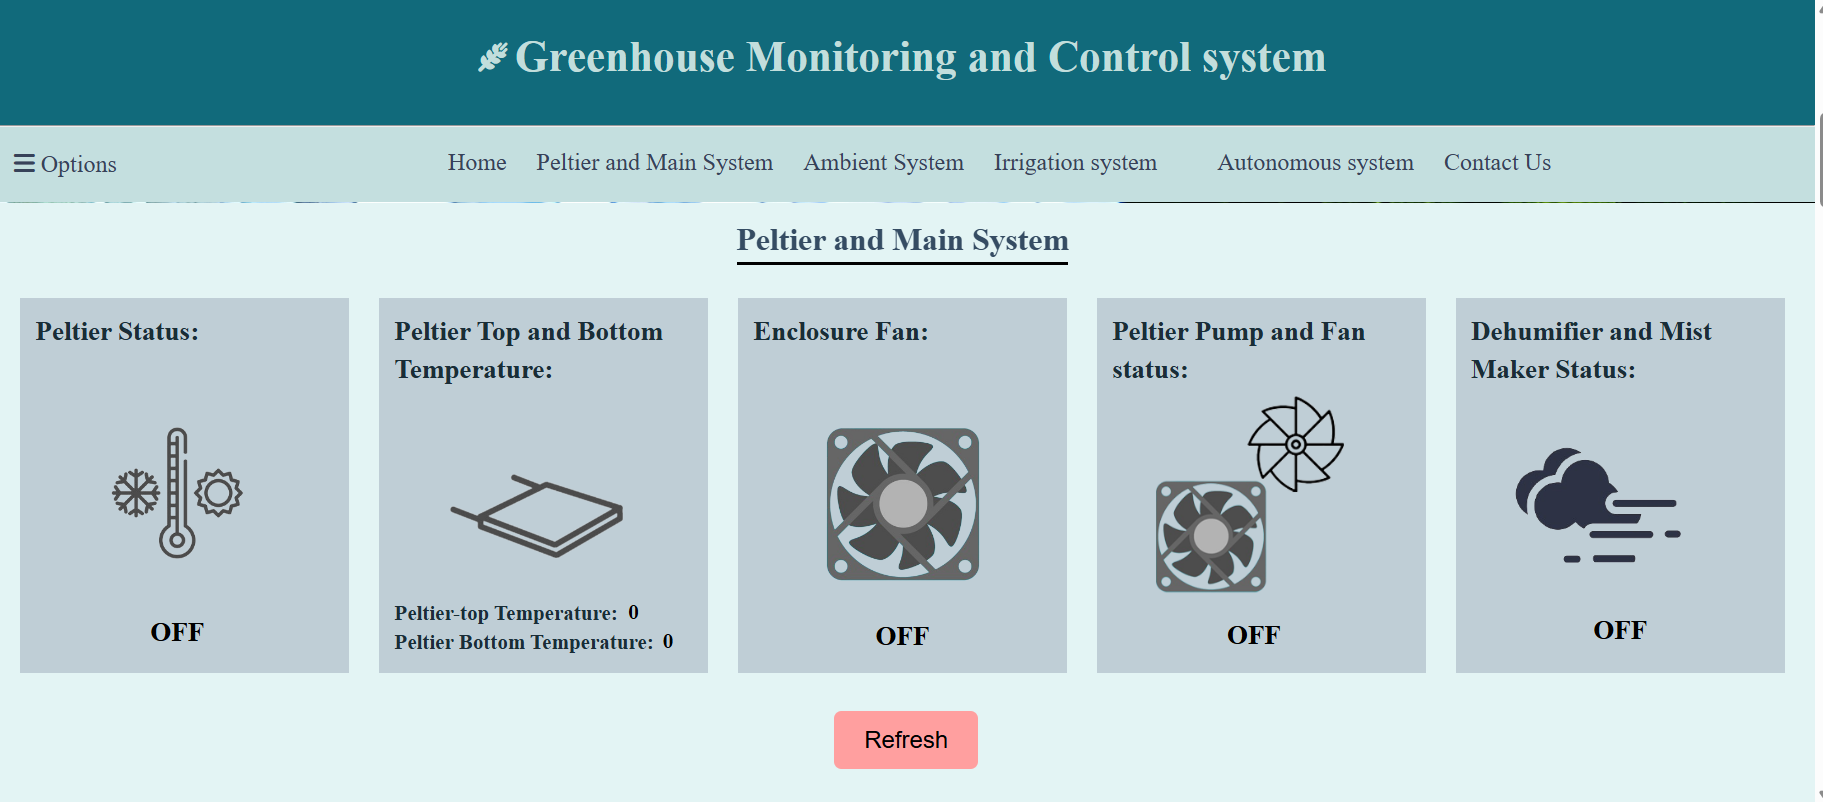 Greenhouse Monitoring and Control system
Options
Home Peltier and Main System Ambient System Irrigation system Autonomous system Contact Us
Peltier and Main System
Peltier Status:
OFF
Peltier Top and Bottom
Temperature:
Peltier-top Temperature: 0
Peltier Bottom Temperature: 0
Enclosure Fan:
OFF
Peltier Pump and Fan
status:
OFF
Dehumifier and Mist
Maker Status:
OFF
Refresh